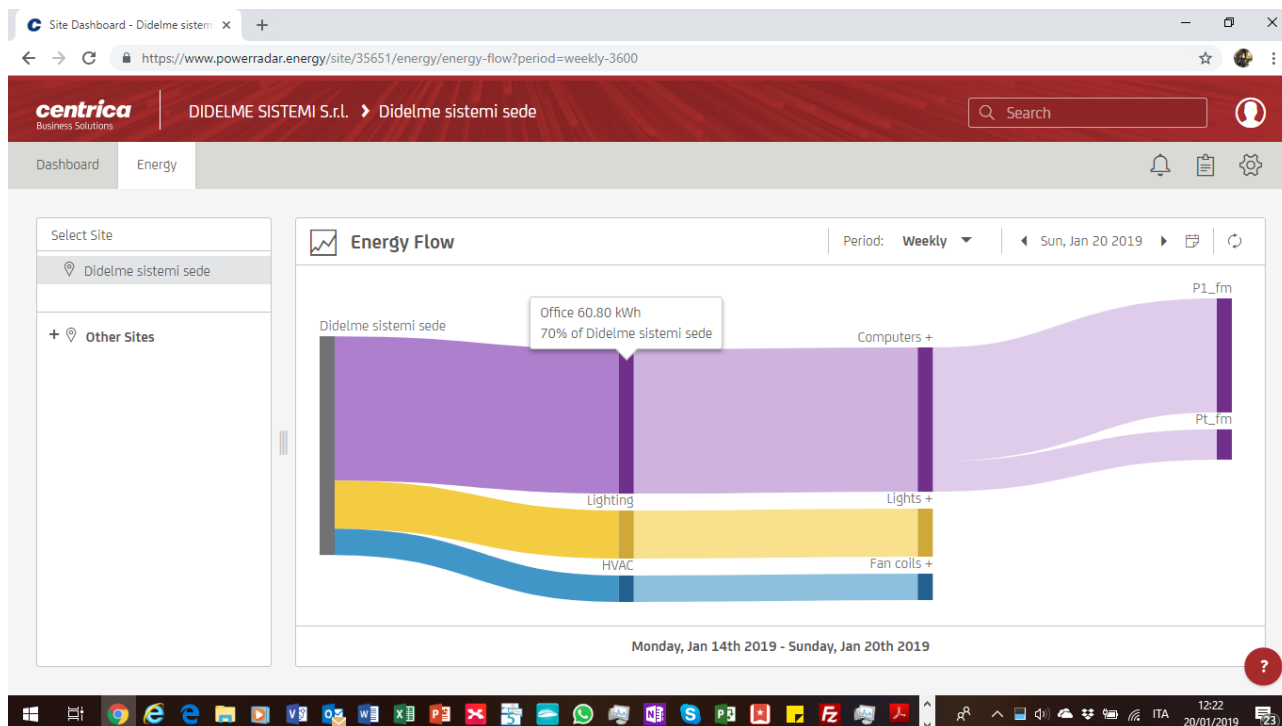 Site Dashboard - Didelme sistem
https://www.powerradar.energy/site/35651/energy/energy-flow?period=weekly-3600
centrica
Business Solutions
DIDELME SISTEMI S.r.l. > Didelme sistemi sede
Search
Dashboard
Energy
Select Site
Didelme sistemi sede
+ Other Sites
Energy Flow
Period: Weekly
Sun, Jan 20 2019
P1_fm
Office 60.80 kWh
70% of Didelme sistemi sede
Didelme sistemi sede
Computers +
Pt_fm
Lighting
Lights +
HVAC
Fan coils +
Monday, Jan 14th 2019 - Sunday, Jan 20th 2019
?
ITA
12:22
20/01/2019